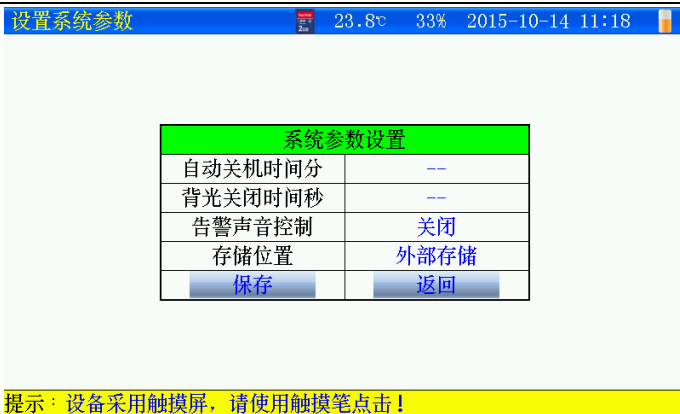 设置系统参数 23.8℃ 33% 2015-10-14 11:18
系统参数设置
自动关机时间分 --
背光关闭时间秒 --
告警声音控制 关闭
存储位置 外部存储
保存 返回
提示：设备采用触摸屏，请使用触摸笔点击！